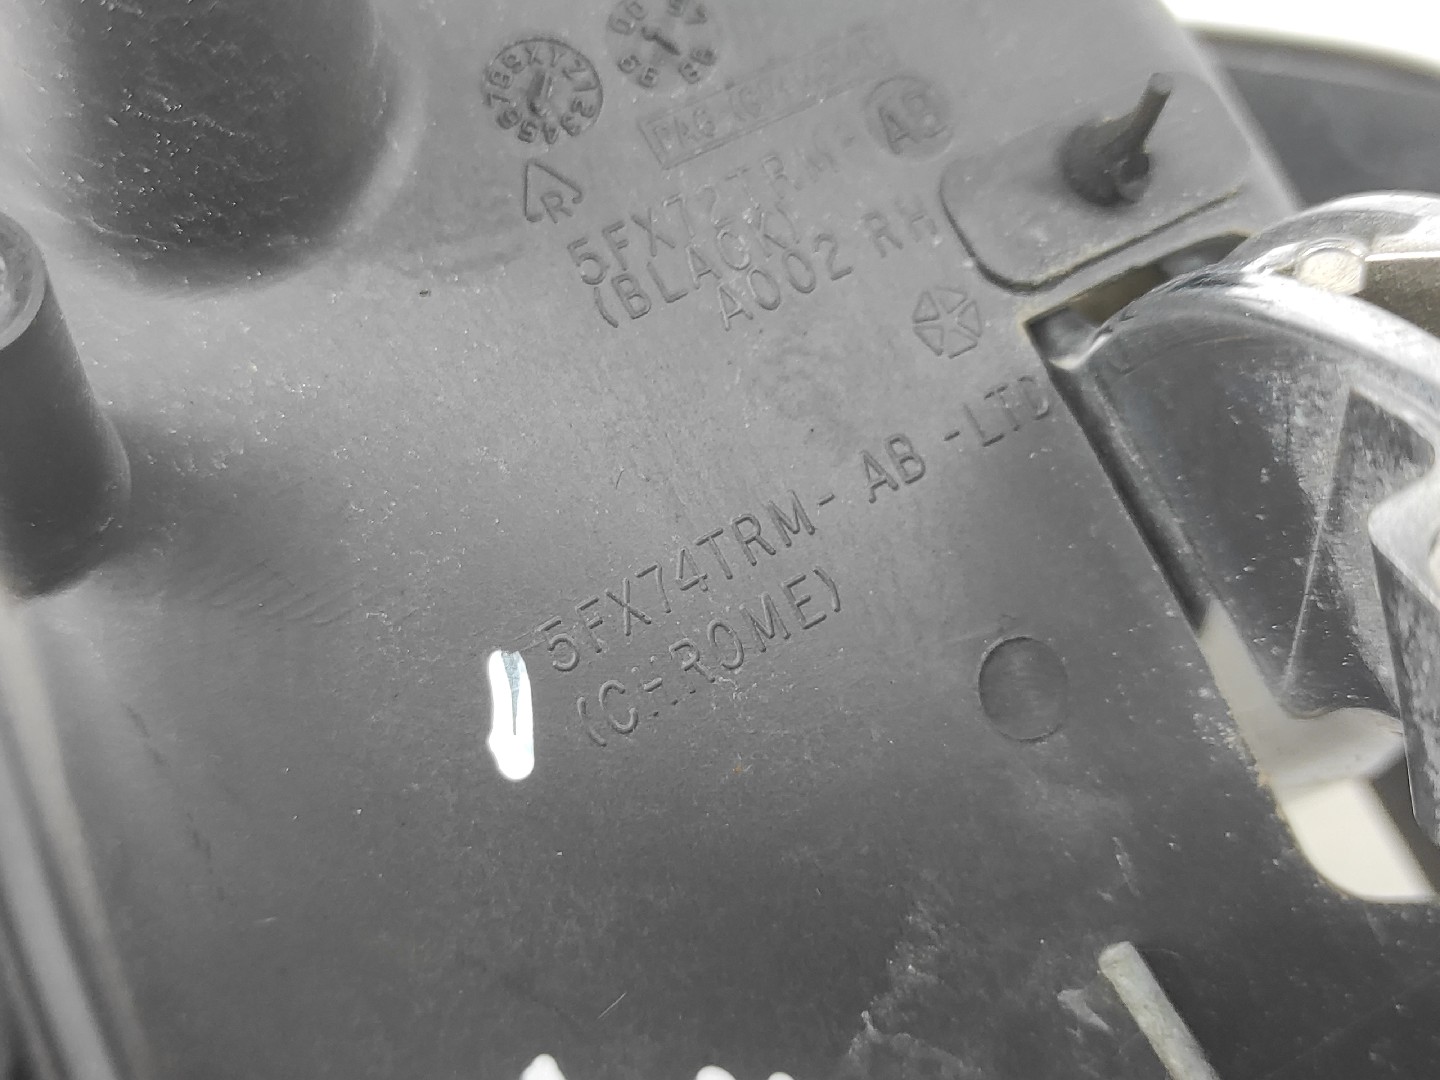 R
5FX72TRM-AB
(BLACK)
A002 RH
5FX74TRM-AB-LTD
(CHROME)